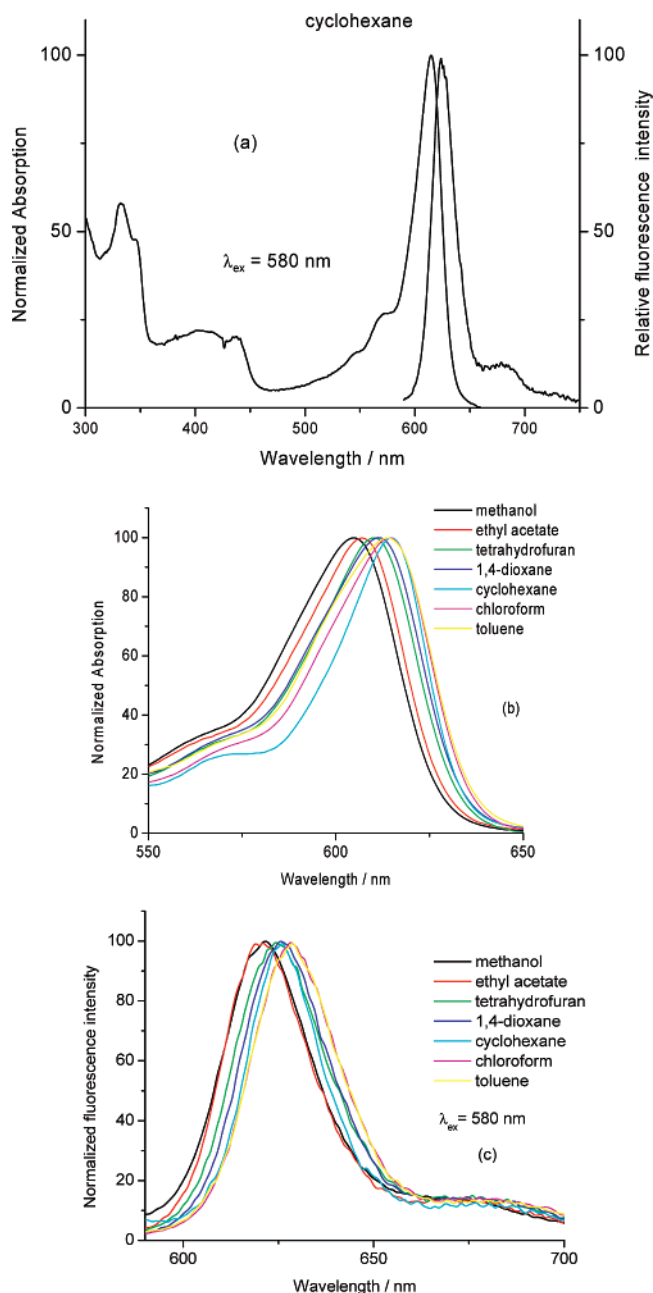 cyclohexane
100
100
(a)
50
50
λex = 580 nm
0
0
300
400
500
600
700
Wavelength / nm
Normalized Absorption
Relative fluorescence intensity
methanol
ethyl acetate
tetrahydrofuran
1,4-dioxane
cyclohexane
chloroform
toluene
100
80
60
40
20
0
(b)
550
600
650
Wavelength / nm
Normalized Absorption
methanol
ethyl acetate
tetrahydrofuran
1,4-dioxane
cyclohexane
chloroform
toluene
λex = 580 nm
(c)
100
80
60
40
20
0
600
650
700
Wavelength / nm
Normalized fluorescence intensity